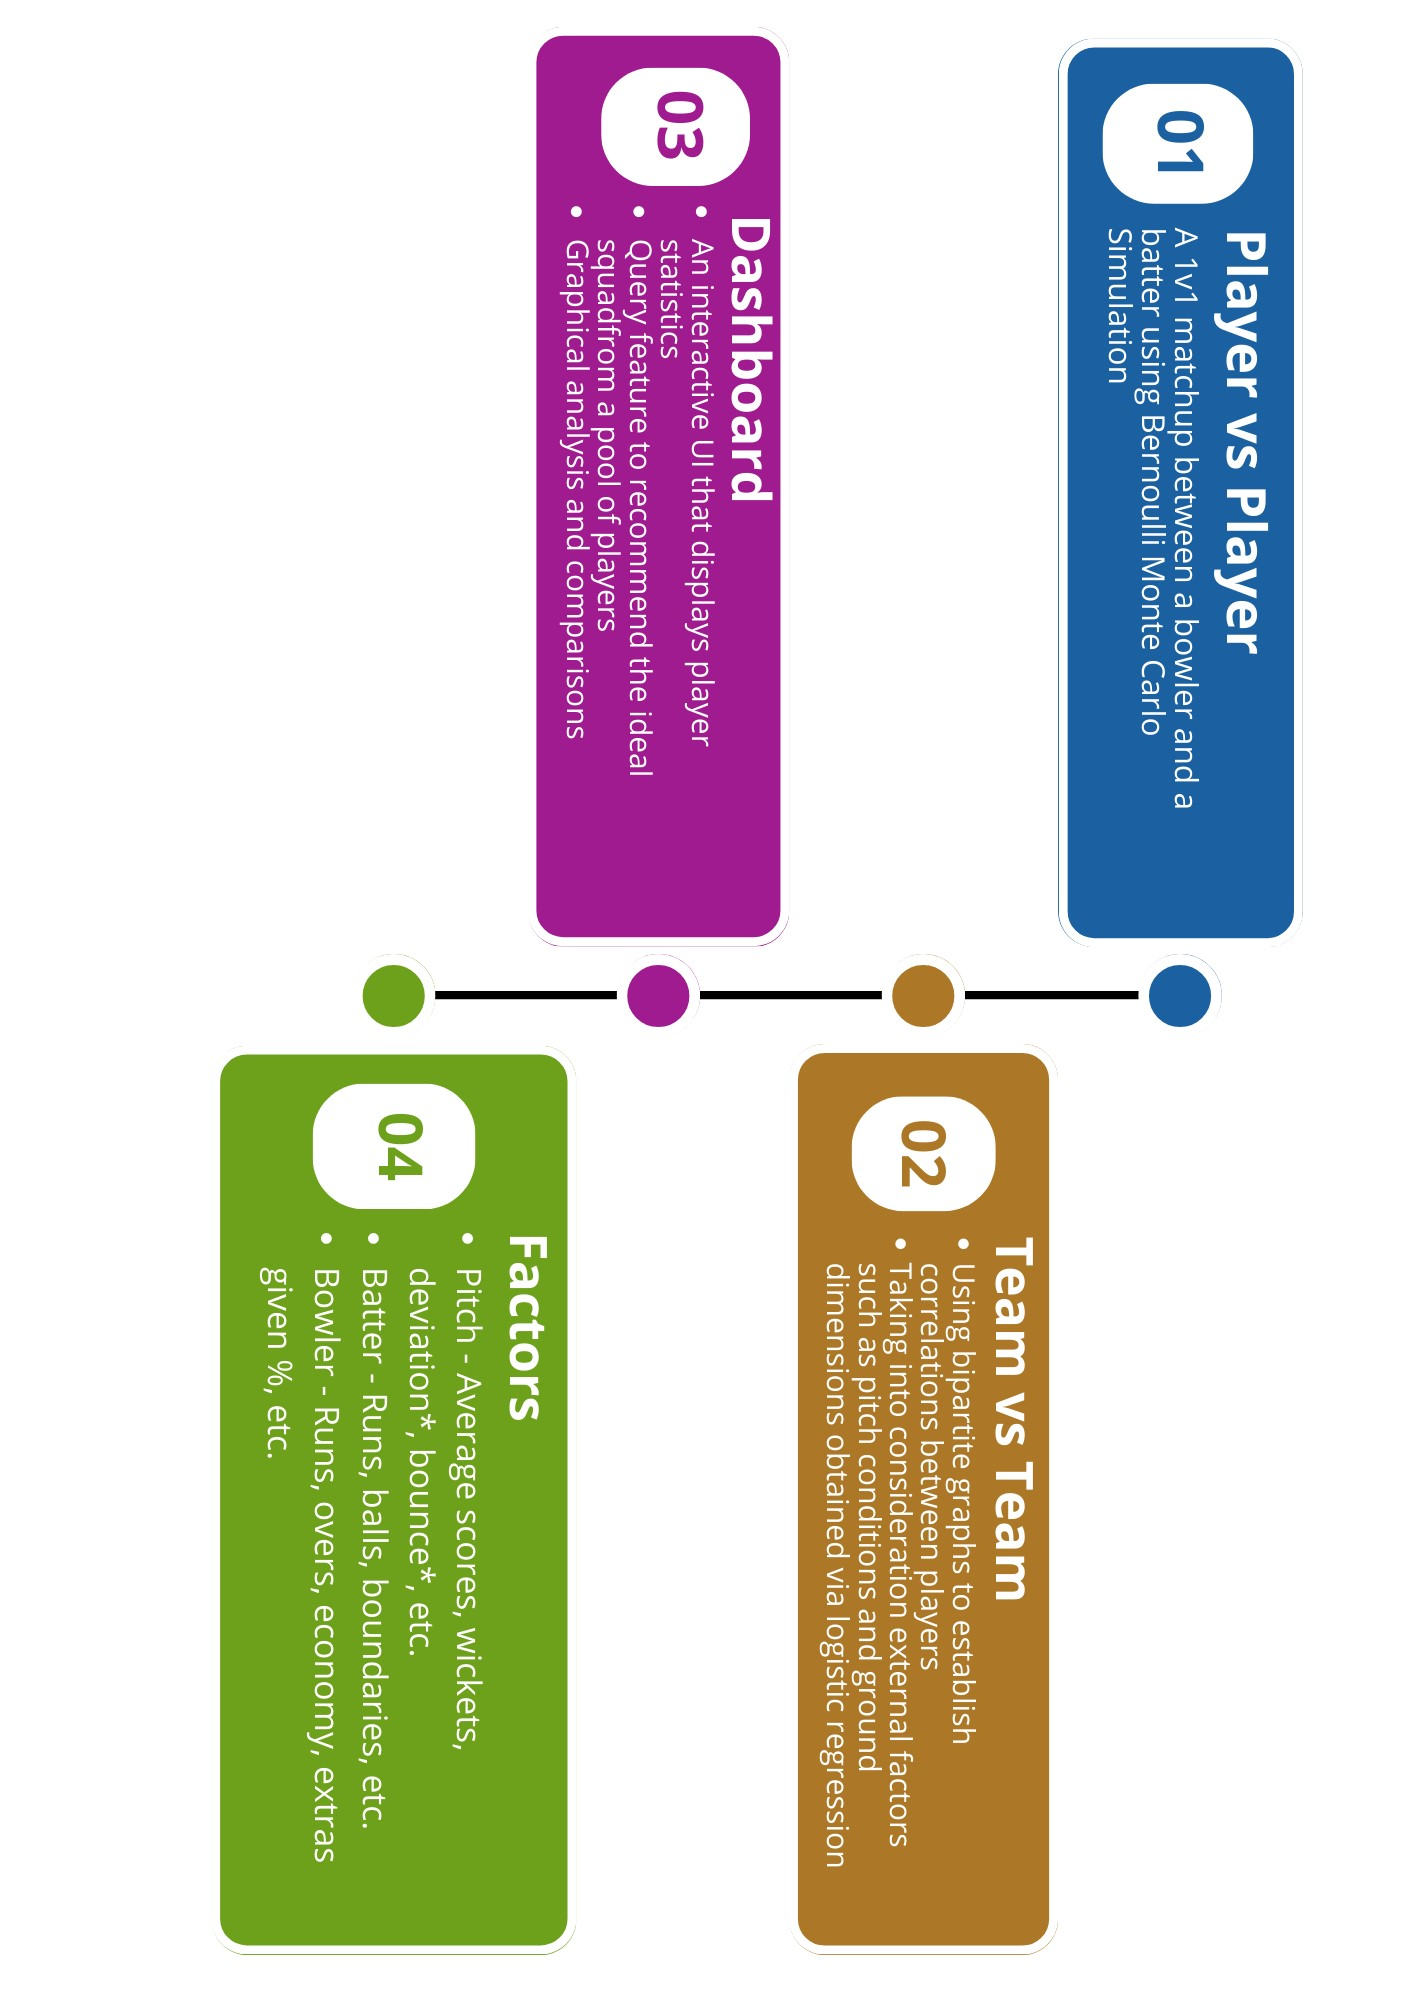 01
Player vs Player
A 1v1 matchup between a bowler and a
batter using Bernoulli Monte Carlo
Simulation
02
Team vs Team
• Using bipartite graphs to establish
correlations between players
• Taking into consideration external factors
such as pitch conditions and ground
dimensions obtained via logistic regression
03
Dashboard
• An interactive UI that displays player
statistics
• Query feature to recommend the ideal
squadfrom a pool of players
• Graphical analysis and comparisons
04
Factors
• Pitch - Average scores, wickets,
deviation*, bounce*, etc.
• Batter - Runs, balls, boundaries, etc.
• Bowler - Runs, overs, economy, extras
given %, etc.